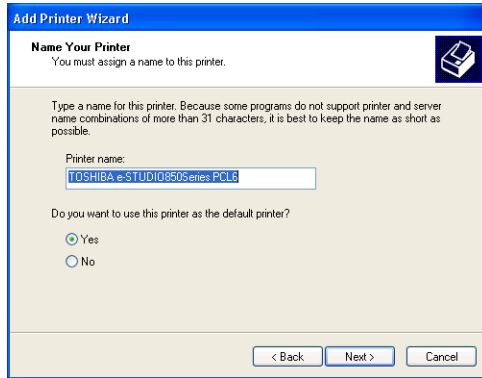 Add Printer Wizard
Name Your Printer
You must assign a name to this printer.
Type a name for this printer. Because some programs do not support printer and server
name combinations of more than 31 characters, it is best to keep the name as short as
possible.
Printer name:
TOSHIBA e-STUDIO850Series PCL6
Do you want to use this printer as the default printer?
Yes
No
< Back Next > Cancel